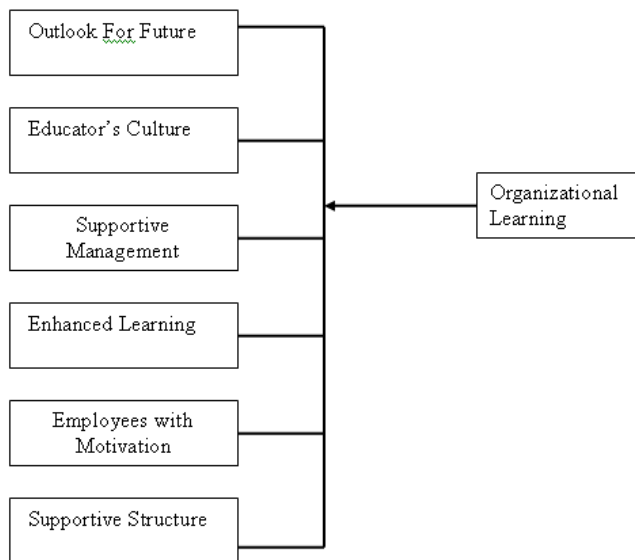 Outlook For Future
Educator's Culture
Supportive
Management
Enhanced Learning
Employees with
Motivation
Supportive Structure
Organizational
Learning